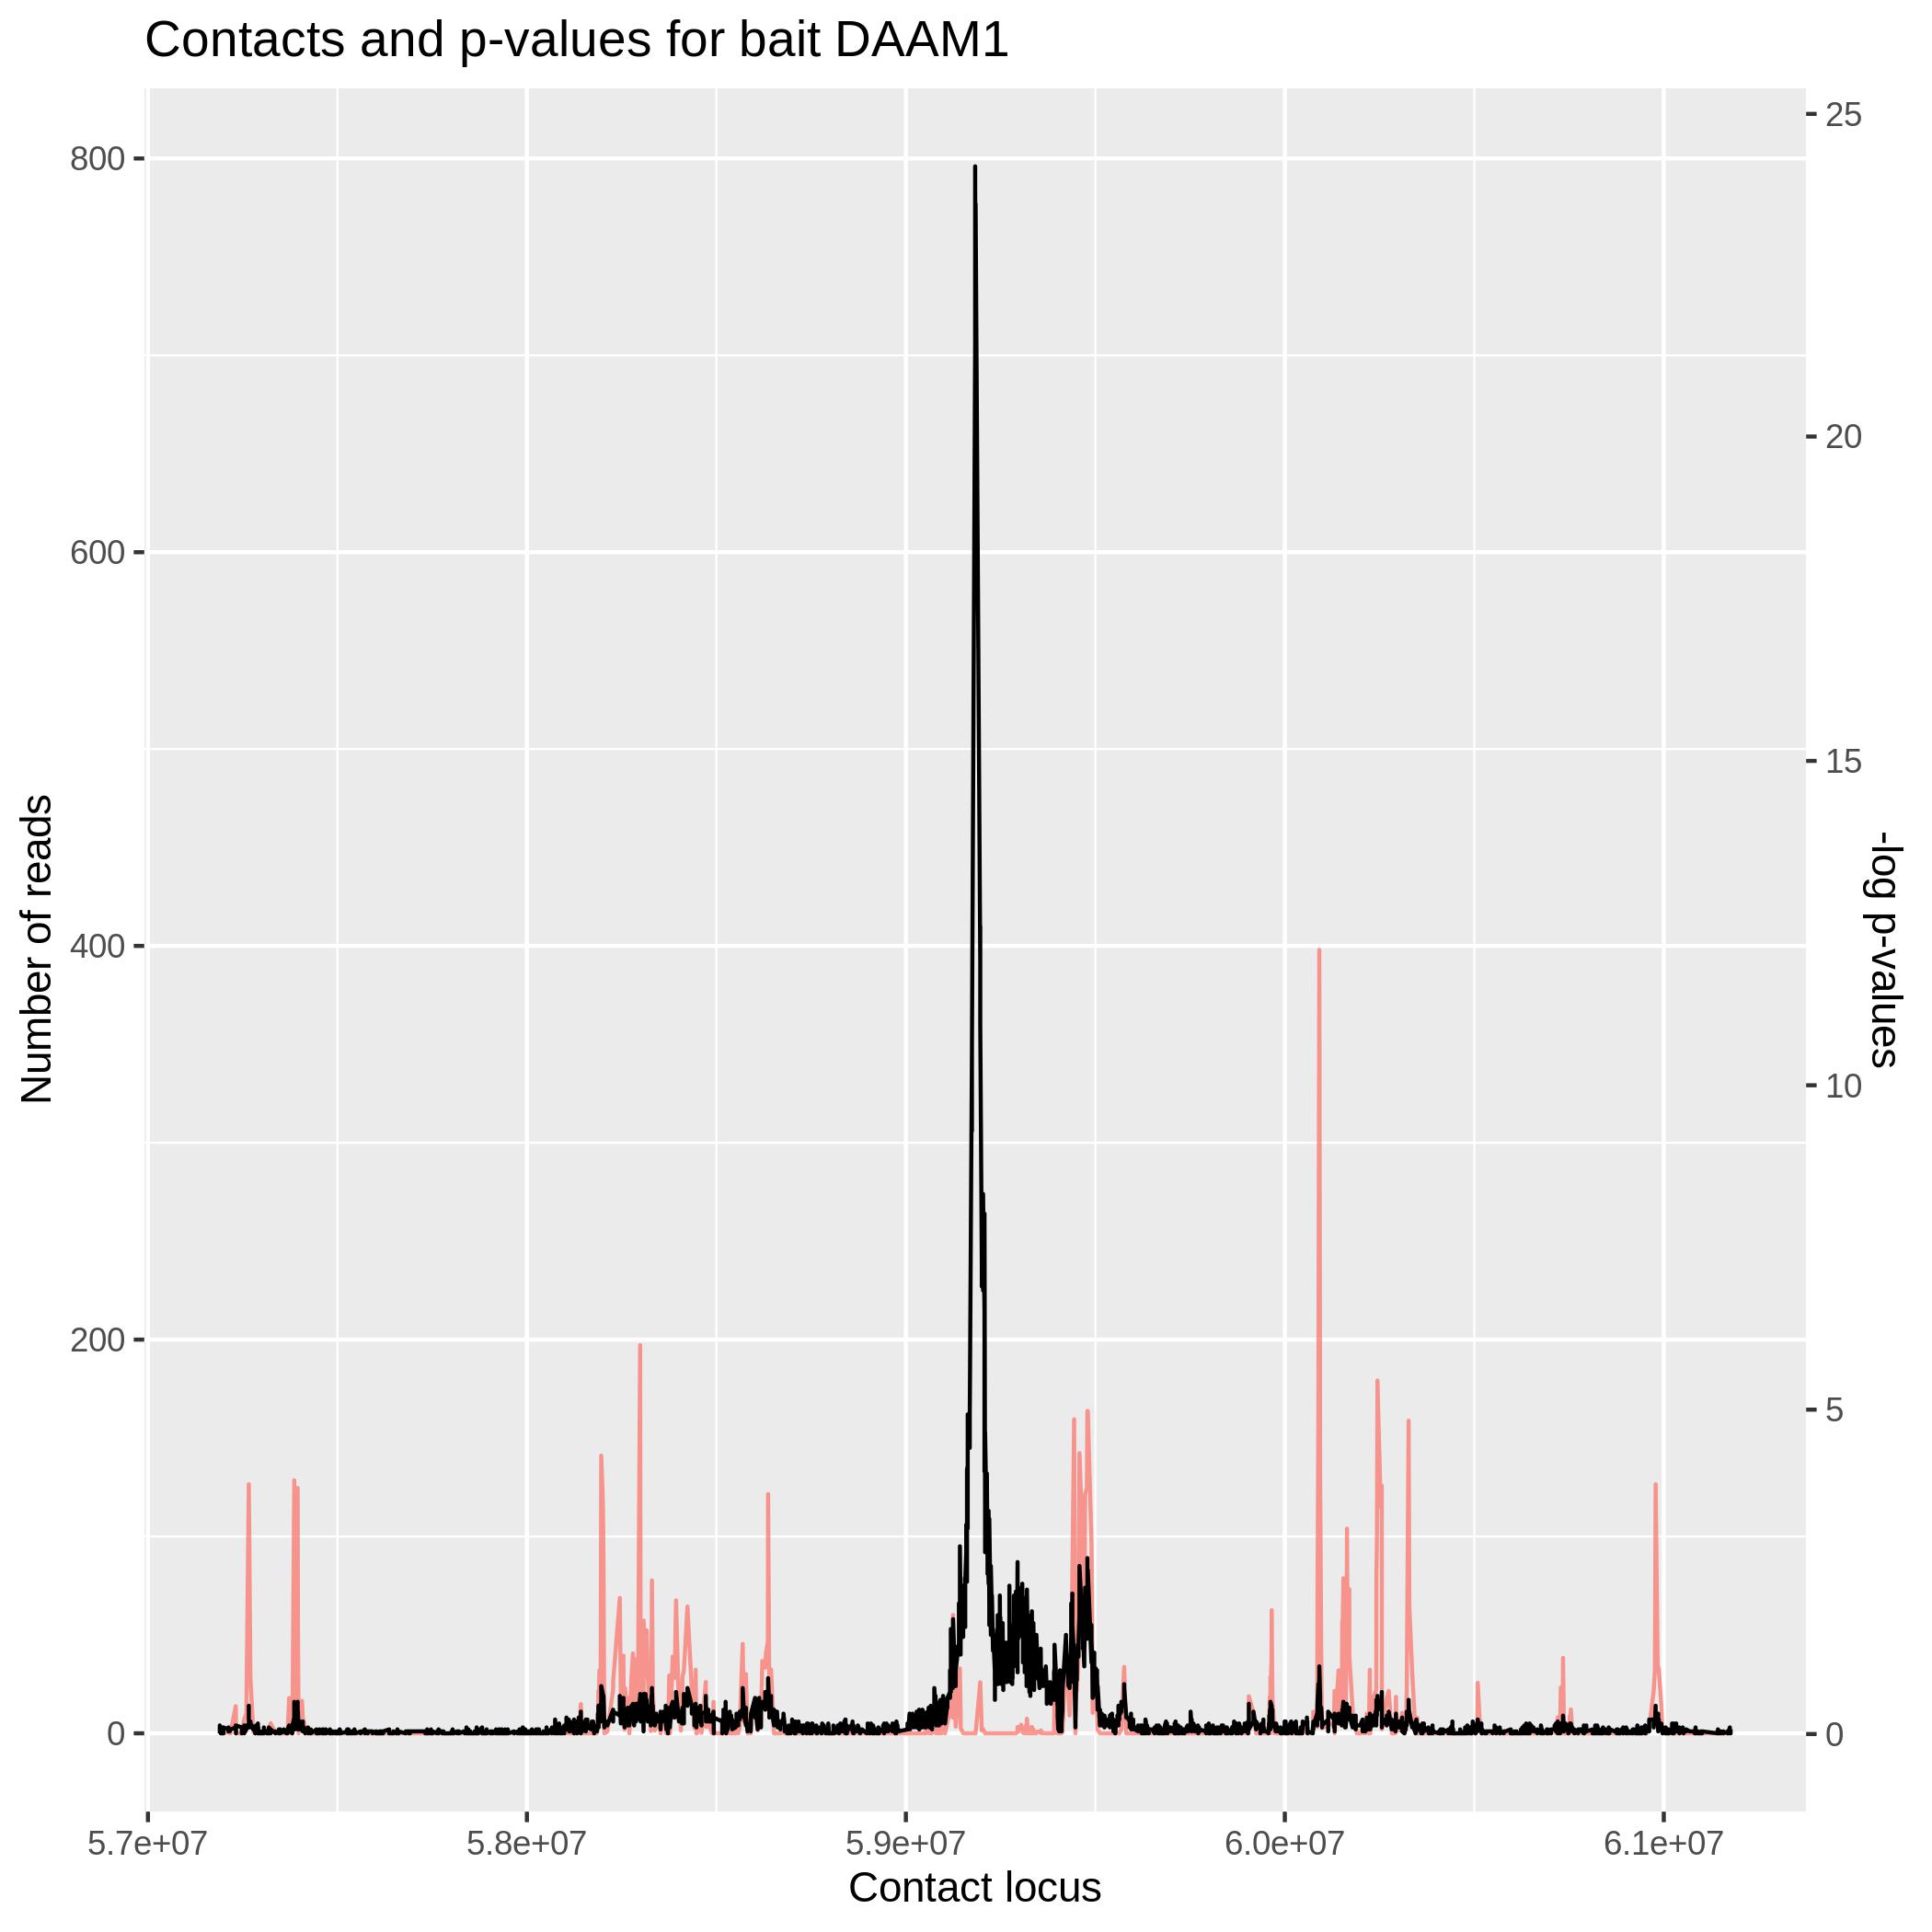 Contacts and p-values for bait DAAM1
800
600
400
200
0
Number of reads
25
20
15
10
5
0
-log p-values
5.7e+07
5.8e+07
5.9e+07
6.0e+07
6.1e+07
Contact locus